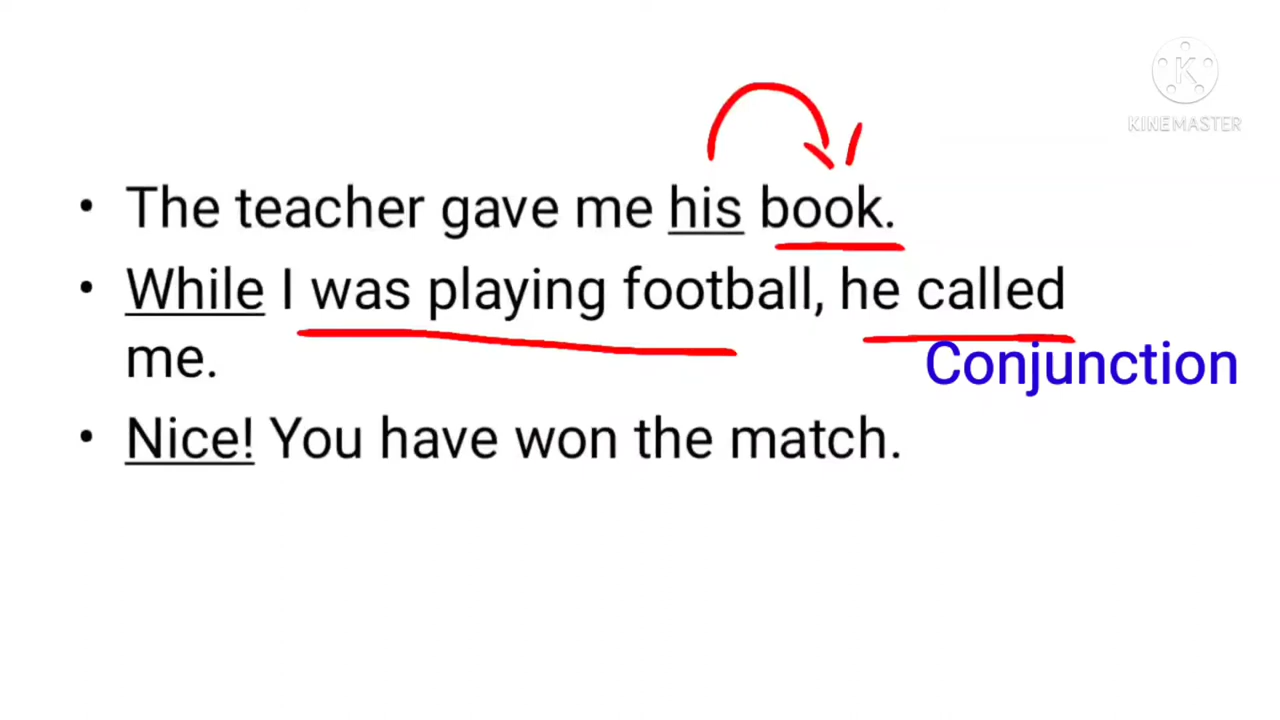 KINEMASTER
• The teacher gave me his book.
• While I was playing football, he called
me.
Conjunction
• Nice! You have won the match.